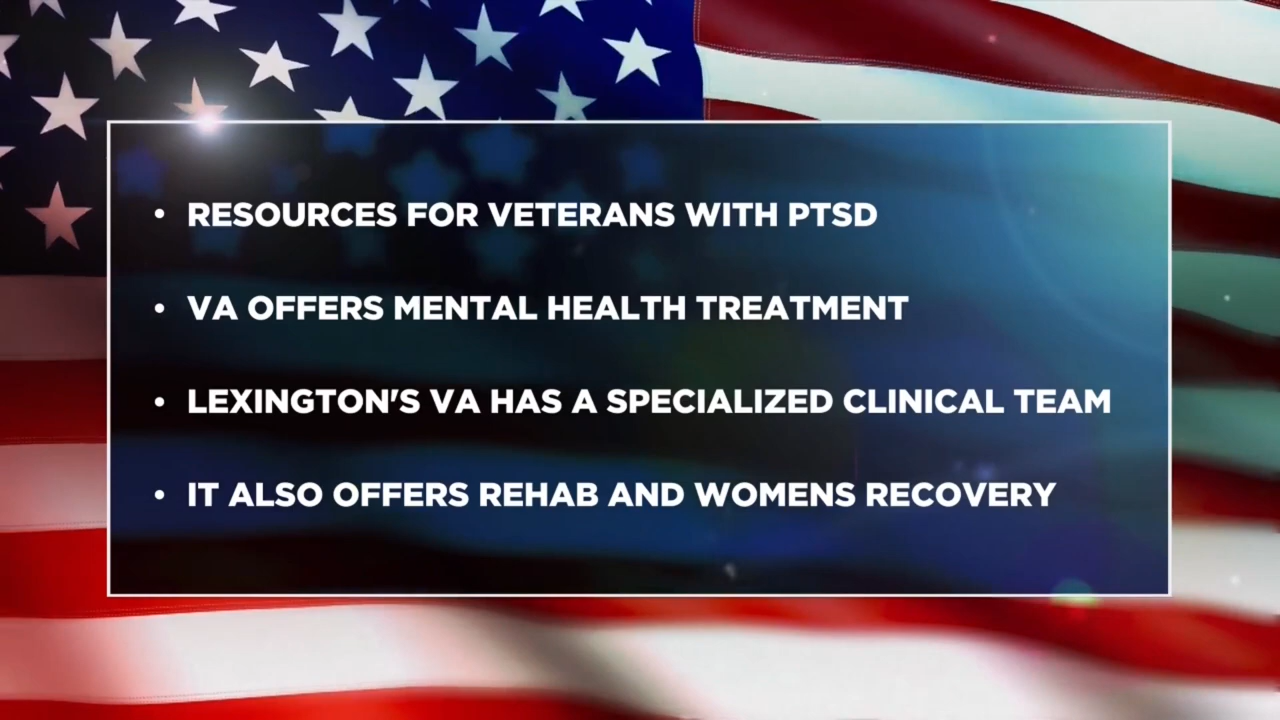 • RESOURCES FOR VETERANS WITH PTSD
• VA OFFERS MENTAL HEALTH TREATMENT
• LEXINGTON'S VA HAS A SPECIALIZED CLINICAL TEAM
• IT ALSO OFFERS REHAB AND WOMENS RECOVERY